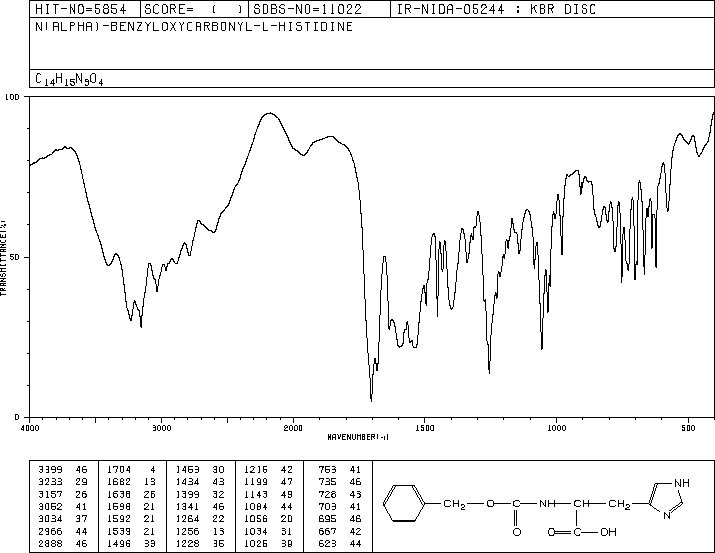 HIT-NO=5854 SCORE= ( ) SDBS-NO=11022 IR-NIDA-05244 : KBR DISC
N(ALPHA)-BENZYLOXYCARBONYL-L-HISTIDINE
C14H15N3O4
100
TRANSMITTANCE(%)
50
0
4000 3000 2000 1500 1000 500
WAVENUMBER(-1)
3399 46 1704 4 1453 30 1216 42 753 41
3233 29 1682 13 1434 43 1199 47 735 46
3157 26 1638 26 1399 32 1143 49 728 43
3052 41 1598 21 1341 46 1084 44 703 41
3034 37 1592 21 1264 22 1056 20 695 46
2966 44 1539 21 1256 13 1034 31 667 42
2888 46 1496 33 1228 36 1026 39 623 44
CH2 O C NH CH CH2 NH N
O O C OH